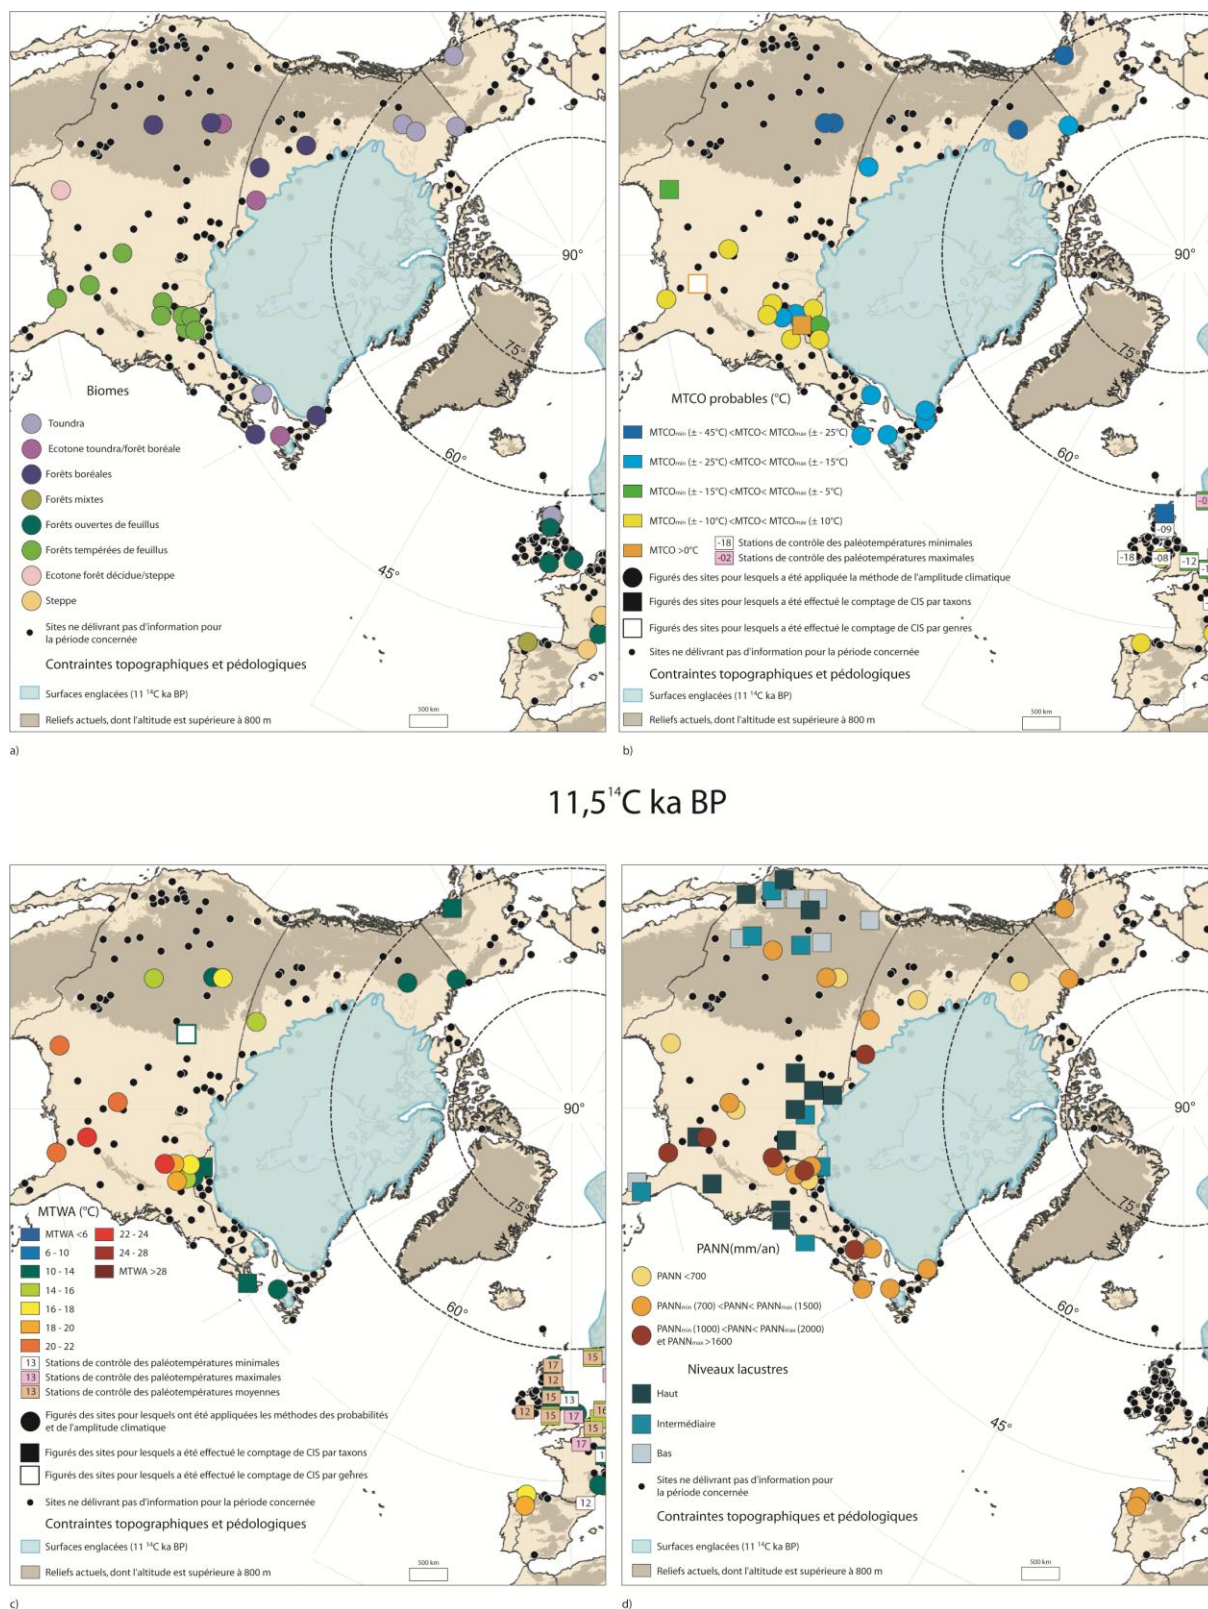 90°
75°
60°
45°
Biomes
Toundra
Ecotone toundra/forêt boréale
Forêts boréales
Forêts mixtes
Forêts ouvertes de feuillus
Forêts tempérées de feuillus
Ecotone forêt décidue/steppe
Steppe
Sites ne délivrant pas d'information pour
la période concernée
Contraintes topographiques et pédologiques
Surfaces englacées (11 ¹⁴C ka BP)
Reliefs actuels, dont l'altitude est supérieure à 800 m
500 km
a)
90°
75°
60°
MTCO probables (°C)
MTCOmin (± - 45°C) <MTCO< MTCOmax (± - 25°C)
MTCOmin (± - 25°C) <MTCO< MTCOmax (± - 15°C)
MTCOmin (± - 15°C) <MTCO< MTCOmax (± - 5°C)
MTCOmin (± - 10°C) <MTCO< MTCOmax (± 10°C)
MTCO >0°C
-18 Stations de contrôle des paléotempératures minimales
-02 Stations de contrôle des paléotempératures maximales
Figurés des sites pour lesquels a été appliquée la méthode de l'amplitude climatique
Figurés des sites pour lesquels a été effectué le comptage de CIS par taxons
Figurés des sites pour lesquels a été effectué le comptage de CIS par genres
Sites ne délivrant pas d'information pour la période concernée
Contraintes topographiques et pédologiques
Surfaces englacées (11 ¹⁴C ka BP)
Reliefs actuels, dont l'altitude est supérieure à 800 m
500 km
-09
-18
-08
-12
b)
11,5¹⁴C ka BP
90°
75°
60°
MTWA (°C)
MTWA <6
6 - 10
10 - 14
14 - 16
16 - 18
18 - 20
20 - 22
22 - 24
24 - 28
MTWA >28
13 Stations de contrôle des paléotempératures minimales
13 Stations de contrôle des paléotempératures maximales
13 Stations de contrôle des paléotempératures moyennes
Figurés des sites pour lesquels ont été appliquées les méthodes des probabilités
et de l'amplitude climatique
Figurés des sites pour lesquels a été effectué le comptage de CIS par taxons
Figurés des sites pour lesquels a été effectué le comptage de CIS par genres
Sites ne délivrant pas d'information pour la période concernée
Contraintes topographiques et pédologiques
Surfaces englacées (11 ¹⁴C ka BP)
Reliefs actuels, dont l'altitude est supérieure à 800 m
500 km
15
17
12
15
13
12
15
17
16
15
17
12
c)
90°
75°
60°
45°
PANN(mm/an)
PANN <700
PANNmin (700) <PANN< PANNmax (1500)
PANNmin (1000) <PANN< PANNmax (2000)
et PANNmax >1600
Niveaux lacustres
Haut
Intermédiaire
Bas
Sites ne délivrant pas d'information pour
la période concernée
Contraintes topographiques et pédologiques
Surfaces englacées (11 ¹⁴C ka BP)
Reliefs actuels, dont l'altitude est supérieure à 800 m
500 km
d)